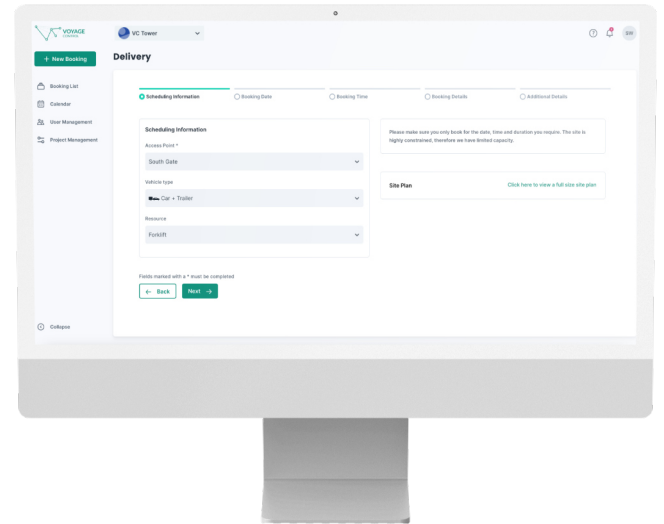 VOYAGE
CONTROL
VC Tower
SW
+ New Booking
Delivery
Booking List
Calendar
User Management
Project Management
Collapse
Scheduling Information
Booking Date
Booking Time
Booking Details
Additional Details
Scheduling Information
Access Point *
South Gate
Vehicle type
Car + Trailer
Resource
Forklift
Please make sure you only book for the date, time and duration you require. The site is
highly constrained, therefore we have limited capacity.
Site Plan
Click here to view a full size site plan
Fields marked with a * must be completed
← Back
Next →